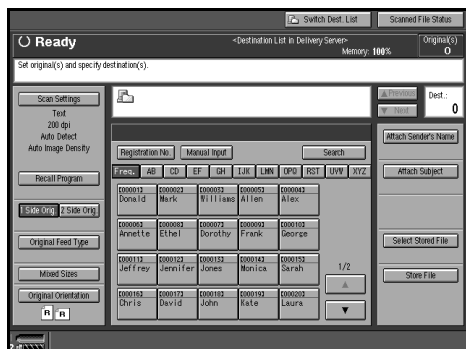 Switch Dest. List
Scanned File Status
Ready
<Destination List in Delivery Server>
Memory: 100%
Original(s)
0
Set original(s) and specify destination(s).
Scan Settings
Text
200 dpi
Auto Detect
Auto Image Density
Recall Program
1 Side Orig. 2 Side Orig.
Original Feed Type
Mixed Sizes
Original Orientation
R R
▲ Previous
▼ Next
Dest.:
0
Registration No.
Manual Input
Search
Freq. AB CD EF GH IJK LMN OPQ RST UVW XYZ
[00001] [00002] [00003] [00005] [00004]
Donald Mark Williams Allen Alex
[00006] [00008] [00007] [00009] [00010]
Annette Ethel Dorothy Frank George
[00011] [00012] [00013] [00014] [00015]
Jeffrey Jennifer Jones Monica Sarah
[00016] [00017] [00018] [00019] [00020]
Chris David John Kate Laura
1/2
▲
▼
Attach Sender's Name
Attach Subject
Select Stored File
Store File